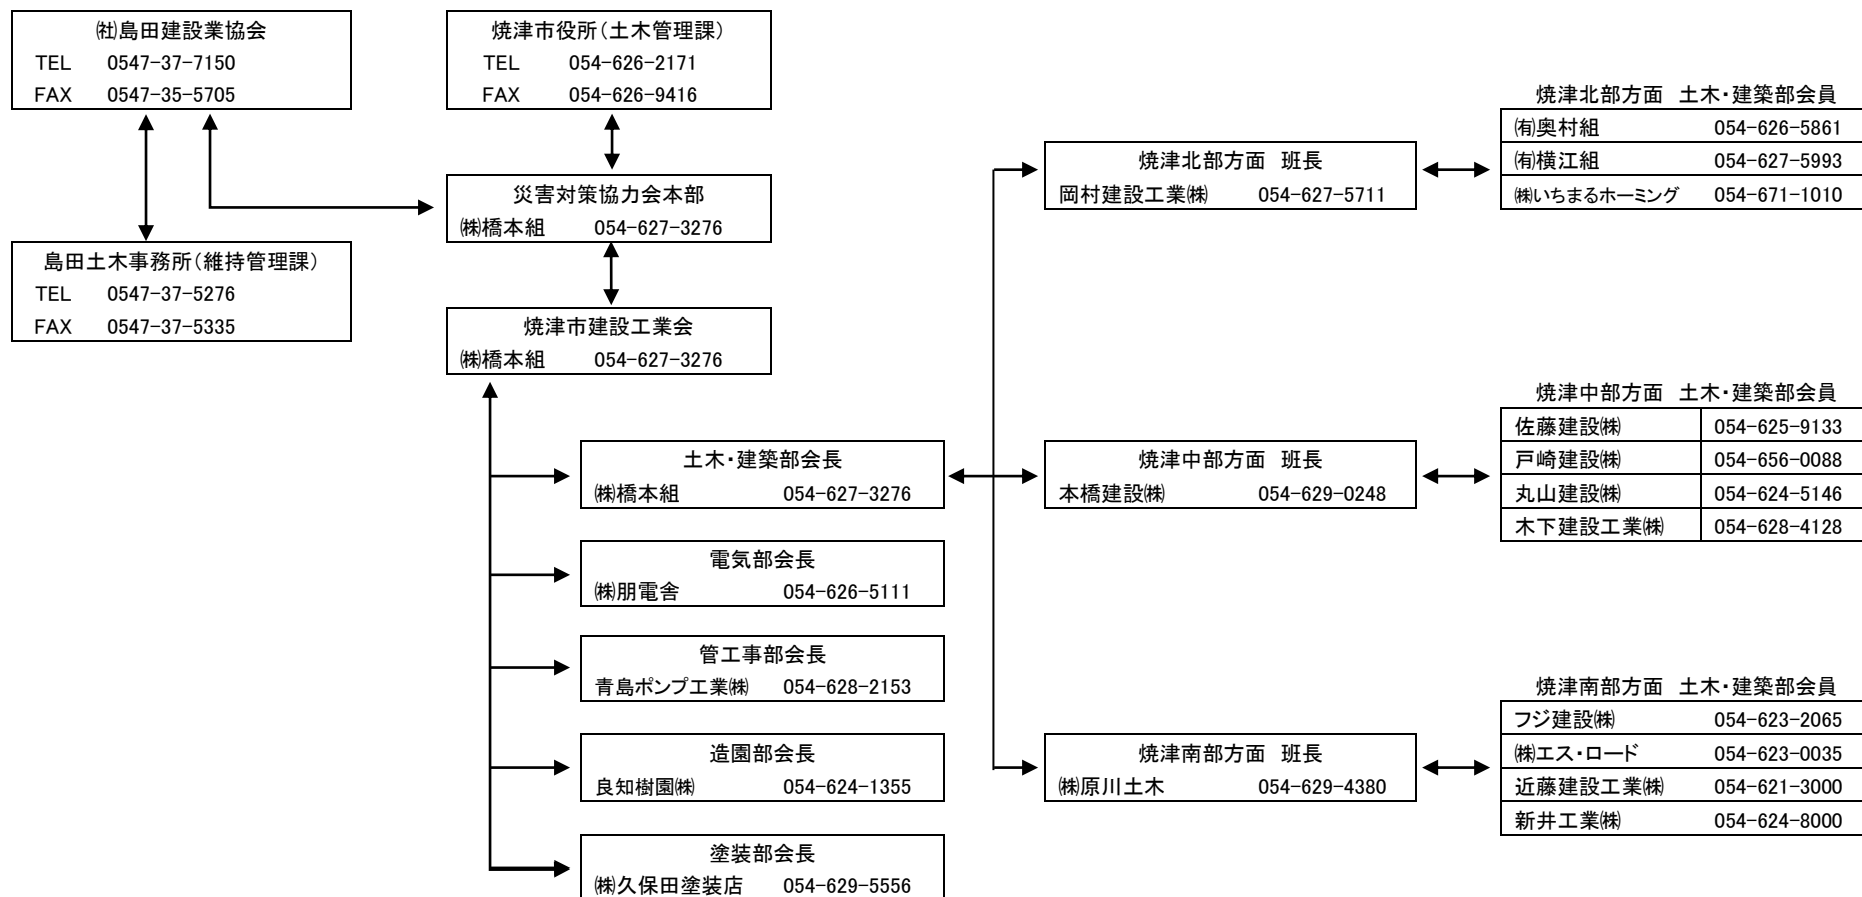 ㈳島田建設業協会
TEL 0547-37-7150
FAX 0547-35-5705
焼津市役所(土木管理課)
TEL 054-626-2171
FAX 054-626-9416
災害対策協力会本部
㈱橋本組 054-627-3276
島田土木事務所(維持管理課)
TEL 0547-37-5276
FAX 0547-37-5335
焼津市建設工業会
㈱橋本組 054-627-3276
土木・建築部会長
㈱橋本組 054-627-3276
電気部会長
㈱朋電舎 054-626-5111
管工事部会長
青島ポンプ工業㈱ 054-628-2153
造園部会長
良知樹園㈱ 054-624-1355
塗装部会長
㈱久保田塗装店 054-629-5556
焼津北部方面 班長
岡村建設工業㈱ 054-627-5711
焼津中部方面 班長
本橋建設㈱ 054-629-0248
焼津南部方面 班長
㈱原川土木 054-629-4380
焼津北部方面 土木・建築部会員
㈲奥村組 054-626-5861
㈲横江組 054-627-5993
㈱いちまるホーミング 054-671-1010
焼津中部方面 土木・建築部会員
佐藤建設㈱ 054-625-9133
戸崎建設㈱ 054-656-0088
丸山建設㈱ 054-624-5146
木下建設工業㈱ 054-628-4128
焼津南部方面 土木・建築部会員
フジ建設㈱ 054-623-2065
㈱エス・ロード 054-623-0035
近藤建設工業㈱ 054-621-3000
新井工業㈱ 054-624-8000